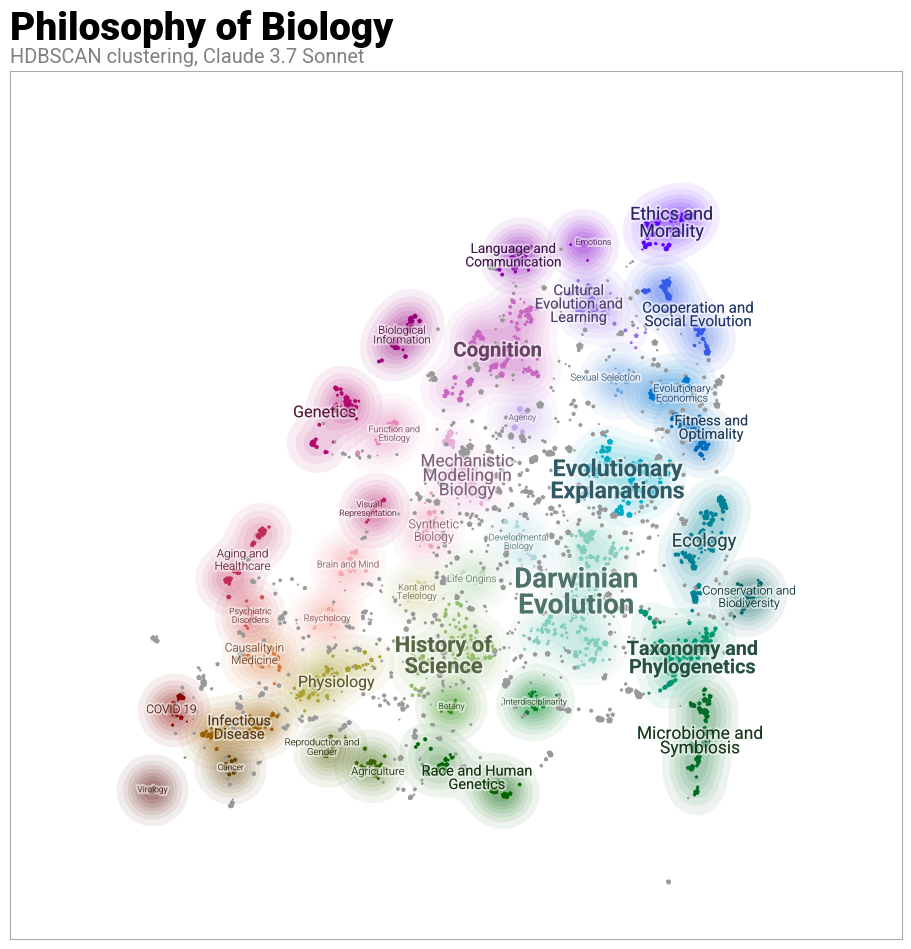 Philosophy of Biology
HDBSCAN clustering, Claude 3.7 Sonnet
Ethics and
Morality
Emotions
Language and
Communication
Cultural
Evolution and
Learning
Cooperation and
Social Evolution
Biological
Information
Cognition
Sexual Selection
Evolutionary
Economics
Genetics
Agency
Function and
Etiology
Fitness and
Optimality
Mechanistic
Modeling in
Biology
Evolutionary
Explanations
Visual
Representation
Synthetic
Biology
Developmental
Biology
Ecology
Aging and
Healthcare
Brain and Mind
Life Origins
Kant and
Teleology
Darwinian
Evolution
Conservation and
Biodiversity
Psychiatric
Disorders
Psychology
Causality in
Medicine
History of
Science
Taxonomy and
Phylogenetics
Physiology
COVID 19
Botany
Interdisciplinarity
Infectious
Disease
Reproduction and
Gender
Microbiome and
Symbiosis
Cancer
Agriculture
Race and Human
Genetics
Virology